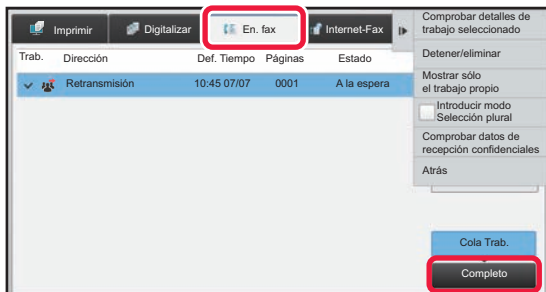 Imprimir
Digitalizar
En. fax
Internet-Fax
Trab.
Dirección
Def. Tiempo
Páginas
Estado
Retransmisión
10:45 07/07
0001
A la espera
Comprobar detalles de
trabajo seleccionado
Detener/eliminar
Mostrar sólo
el trabajo propio
Introducir modo
Selección plural
Comprobar datos de
recepción confidenciales
Atrás
Cola Trab.
Completo